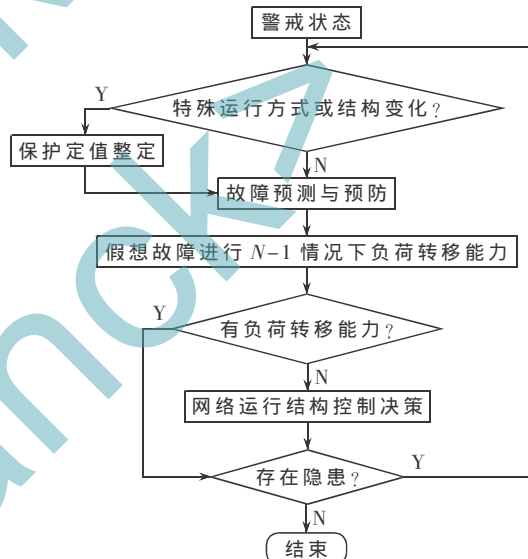 警戒状态
特殊运行方式或结构变化?
Y
保护定值整定
N
故障预测与预防
假想故障进行 N-1 情况下负荷转移能力
Y
有负荷转移能力?
N
网络运行结构控制决策
存在隐患?
Y
N
结束